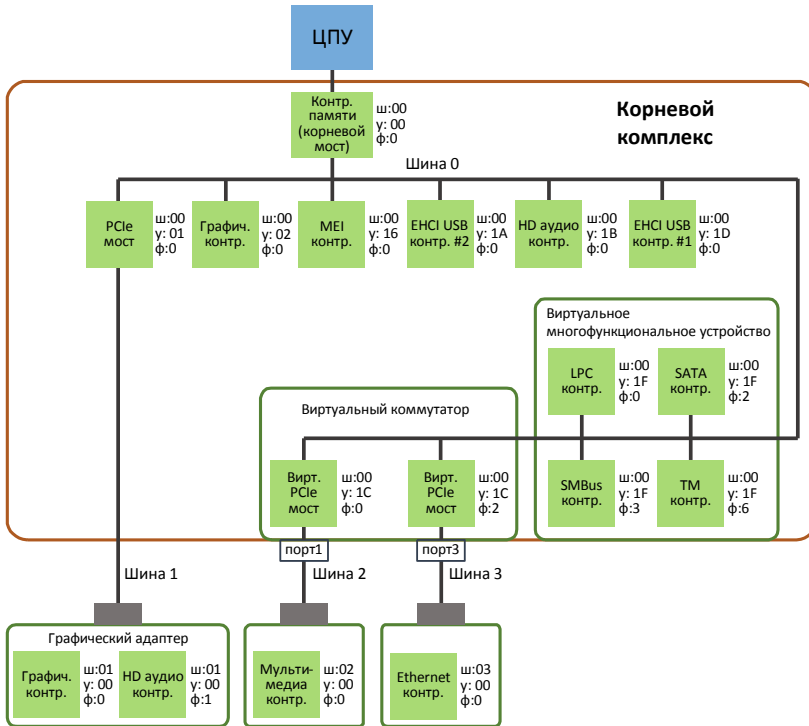 ЦПУ
Контр.
памяти
(корневой
мост)
ш:00
у: 00
ф:0
Корневой
комплекс
Шина 0
PCIe
мост
ш:00
у: 01
ф:0
Графич.
контр.
ш:00
у: 02
ф:0
MEI
контр.
ш:00
у: 16
ф:0
EHCI USB
контр. #2
ш:00
у: 1A
ф:0
HD аудио
контр.
ш:00
у: 1B
ф:0
EHCI USB
контр. #1
ш:00
у: 1D
ф:0
Виртуальное
многофункциональное устройство
LPC
контр.
ш:00
у: 1F
ф:0
SATA
контр.
ш:00
у: 1F
ф:2
Виртуальный коммутатор
Вирт.
PCIe
мост
ш:00
у: 1C
ф:0
Вирт.
PCIe
мост
ш:00
у: 1C
ф:2
SMBus
контр.
ш:00
у: 1F
ф:3
TM
контр.
ш:00
у: 1F
ф:6
порт1
порт3
Шина 1
Шина 2
Шина 3
Графический адаптер
Графич.
контр.
ш:01
у: 00
ф:0
HD аудио
контр.
ш:01
у: 00
ф:1
Мульти-
медиа
контр.
ш:02
у: 00
ф:0
Ethernet
контр.
ш:03
у: 00
ф:0